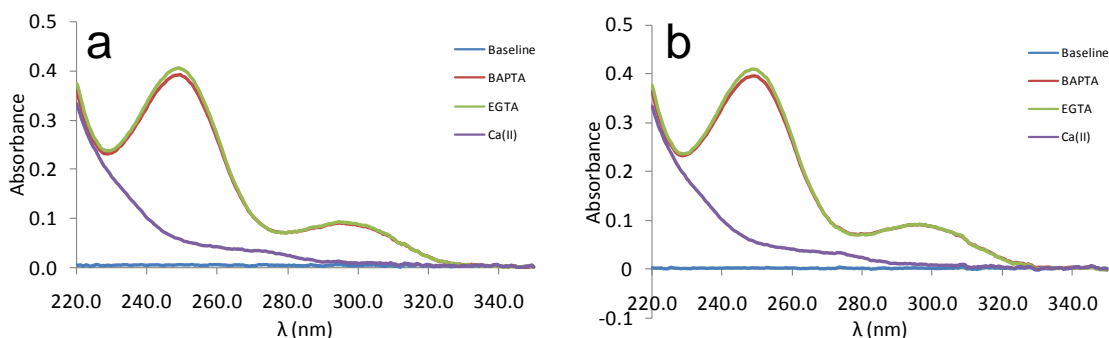 a
0.5
0.4
0.3
0.2
0.1
0.0
Absorbance
220.0 240.0 260.0 280.0 300.0 320.0 340.0
λ (nm)
Baseline
BAPTA
EGTA
Ca(II)
b
0.5
0.4
0.3
0.2
0.1
0
-0.1
Absorbance
220.0 240.0 260.0 280.0 300.0 320.0 340.0
λ (nm)
Baseline
BAPTA
EGTA
Ca(II)